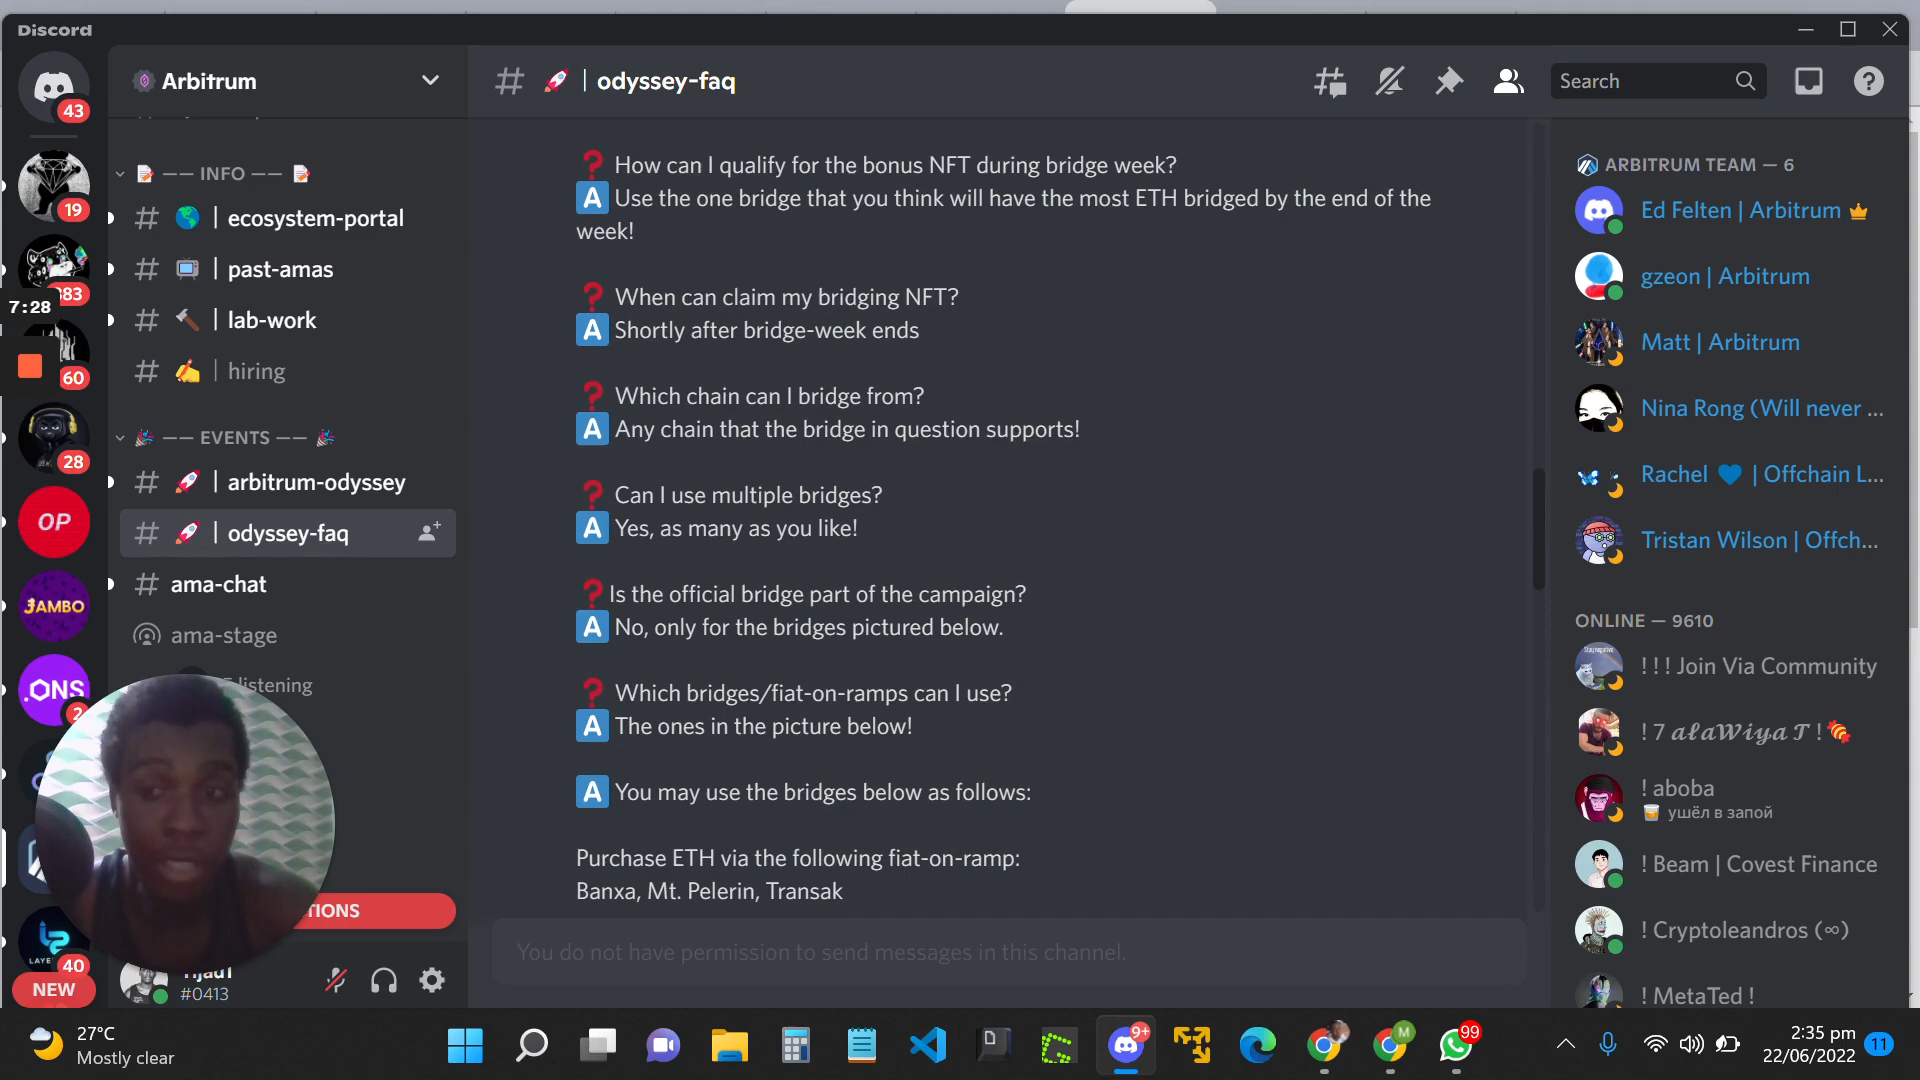 Discord
43
Arbitrum
| odyssey-faq
Search
—— INFO ——
| ecosystem-portal
| past-amas
| lab-work
| hiring
—— EVENTS ——
| arbitrum-odyssey
| odyssey-faq
ama-chat
ama-stage
listening
19
83
7:28
60
28
OP
JAMBO
.ONS
2
40
NEW
TIONS
#0413
? How can I qualify for the bonus NFT during bridge week?
A Use the one bridge that you think will have the most ETH bridged by the end of the
week!
? When can claim my bridging NFT?
A Shortly after bridge-week ends
? Which chain can I bridge from?
A Any chain that the bridge in question supports!
? Can I use multiple bridges?
A Yes, as many as you like!
? Is the official bridge part of the campaign?
A No, only for the bridges pictured below.
? Which bridges/fiat-on-ramps can I use?
A The ones in the picture below!
A You may use the bridges below as follows:
Purchase ETH via the following fiat-on-ramp:
Banxa, Mt. Pelerin, Transak
You do not have permission to send messages in this channel.
ARBITRUM TEAM — 6
Ed Felten | Arbitrum
gzeon | Arbitrum
Matt | Arbitrum
Nina Rong (Will never ...
Rachel 💙 | Offchain L...
Tristan Wilson | Offch...
ONLINE — 9610
! ! ! Join Via Community
! 7 𝓪𝓵𝓪𝓦𝓲𝔂𝓪 𝓣 !
! aboba
ушёл в запой
! Beam | Covest Finance
! Cryptoleandros (∞)
! MetaTed !
27°C
Mostly clear
9+
M
99
2:35 pm
22/06/2022
11